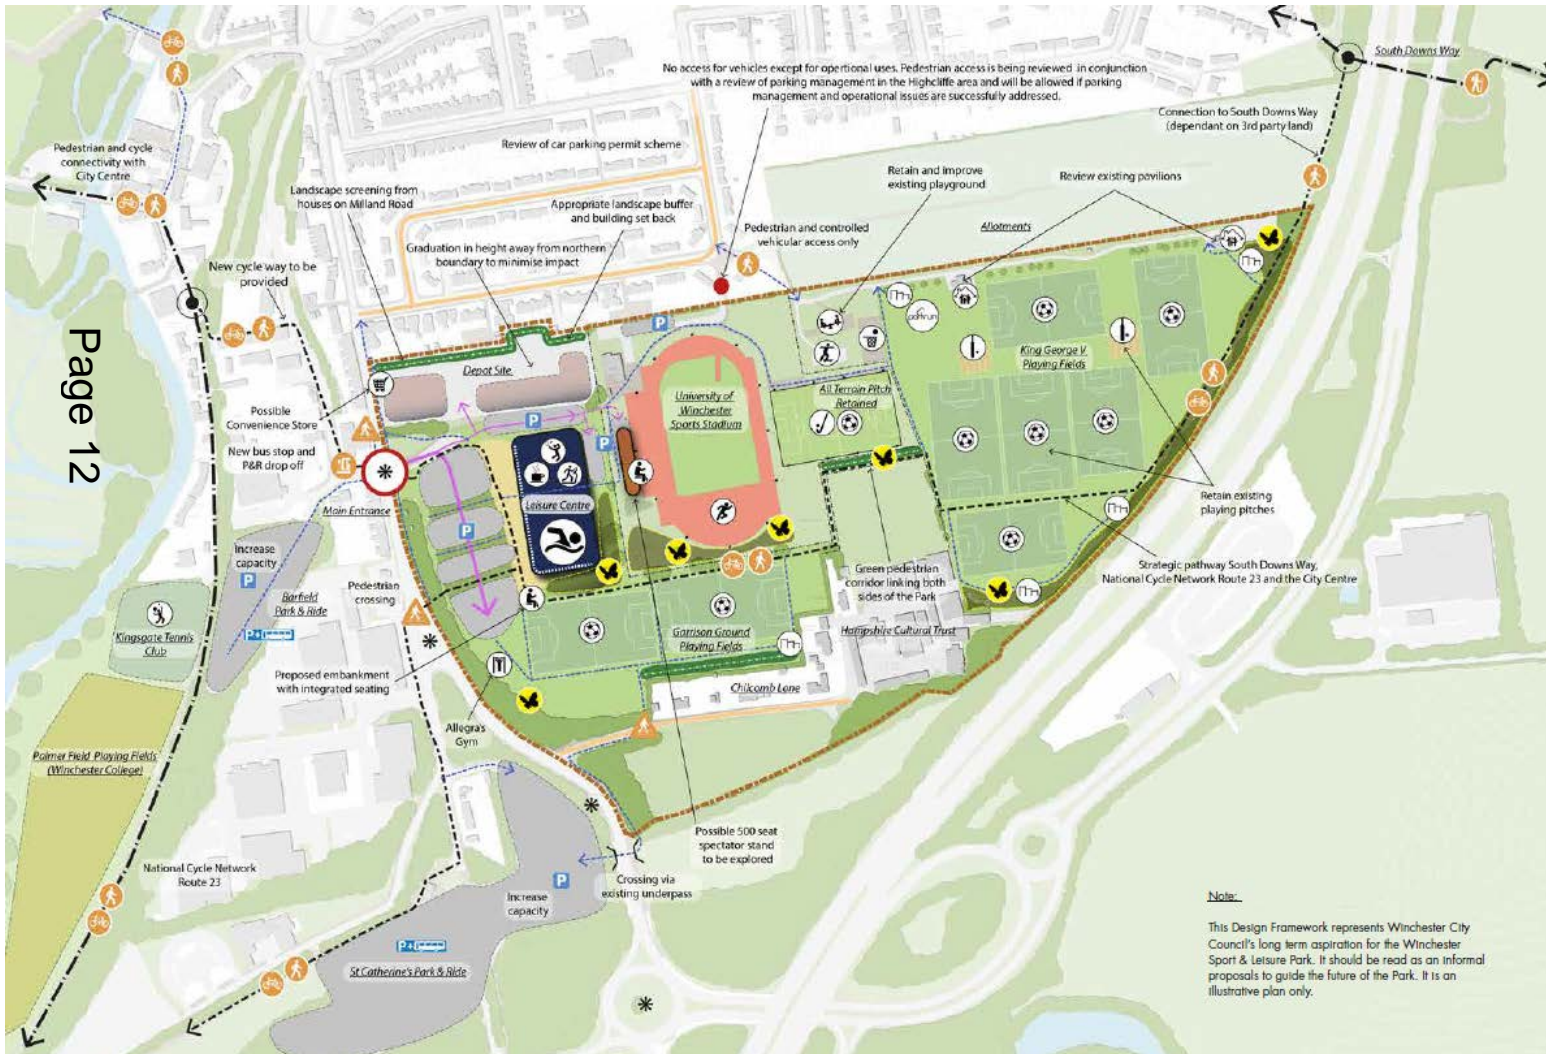 Page 12
South Downs Way
No access for vehicles except for opertional uses. Pedestrian access is being reviewed in conjunction
with a review of parking management in the Highcliffe area and will be allowed if parking
management and operational issues are successfully addressed.
Connection to South Downs Way
(dependant on 3rd party land)
Pedestrian and cycle
connectivity with
City Centre
Review of car parking permit scheme
Landscape screening from
houses on Milland Road
Appropriate landscape buffer
and building set back
Retain and improve
existing playground
Review existing pavilions
Graduation in height away from northern
boundary to minimise impact
Pedestrian and controlled
vehicular access only
Allotments
New cycle way to be
provided
P
parkrun
Depot Site
King George V
Playing Fields
University of
Winchester
Sports Stadium
All Terrain Pitch
Retained
Possible
Convenience Store
P
P
New bus stop and
P&R drop off
Main Entrance
Leisure Centre
P
Retain existing
playing pitches
Increase
capacity
P
Pedestrian
crossing
Barfield
Park & Ride
P+
Green pedestrian
corridor linking both
sides of the Park
Strategic pathway South Downs Way,
National Cycle Network Route 23 and the City Centre
Kingsgate Tennis
Club
Garrison Ground
Playing Fields
Hampshire Cultural Trust
Proposed embankment
with integrated seating
Chilcomb Lane
Allegra's
Gym
Palmer Field Playing Fields
(Winchester College)
Possible 500 seat
spectator stand
to be explored
National Cycle Network
Route 23
Increase
capacity
P
Crossing via
existing underpass
P+
St Catherine's Park & Ride
Note:
This Design Framework represents Winchester City
Council's long term aspiration for the Winchester
Sport & Leisure Park. It should be read as an informal
proposals to guide the future of the Park. It is an
illustrative plan only.